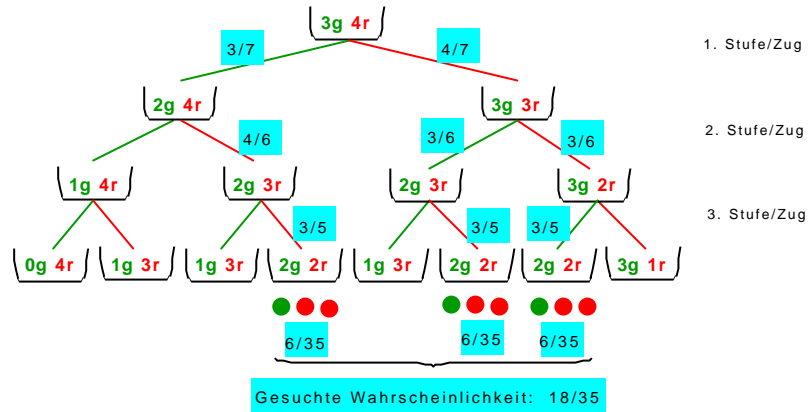 3g 4r
3/7
4/7
1. Stufe/Zug
2g 4r
3g 3r
4/6
3/6
3/6
2. Stufe/Zug
1g 4r
2g 3r
2g 3r
3g 2r
3/5
3/5
3/5
3. Stufe/Zug
0g 4r
1g 3r
1g 3r
2g 2r
1g 3r
2g 2r
2g 2r
3g 1r
6/35
6/35
6/35
Gesuchte Wahrscheinlichkeit: 18/35